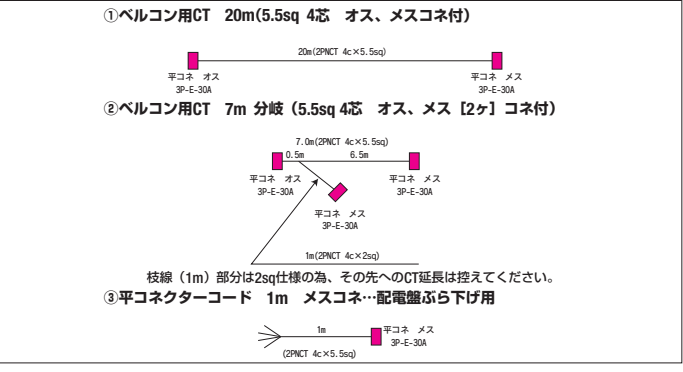 ①ベルコン用CT　20m(5.5sq 4芯　オス、メスコネ付)
20m(2PNCT 4c×5.5sq)
平コネ　オス
3P-E-30A
平コネ　メス
3P-E-30A
②ベルコン用CT　7m 分岐（5.5sq 4芯　オス、メス［2ヶ］コネ付）
7.0m(2PNCT 4c×5.5sq)
0.5m
6.5m
平コネ　オス
3P-E-30A
平コネ　メス
3P-E-30A
平コネ　メス
3P-E-30A
1m(2PNCT 4c×2sq)
枝線（1m）部分は2sq仕様の為、その先へのCT延長は控えてください。
③平コネクターコード　1m　メスコネ…配電盤ぶら下げ用
1m
平コネ　メス
3P-E-30A
(2PNCT 4c×5.5sq)